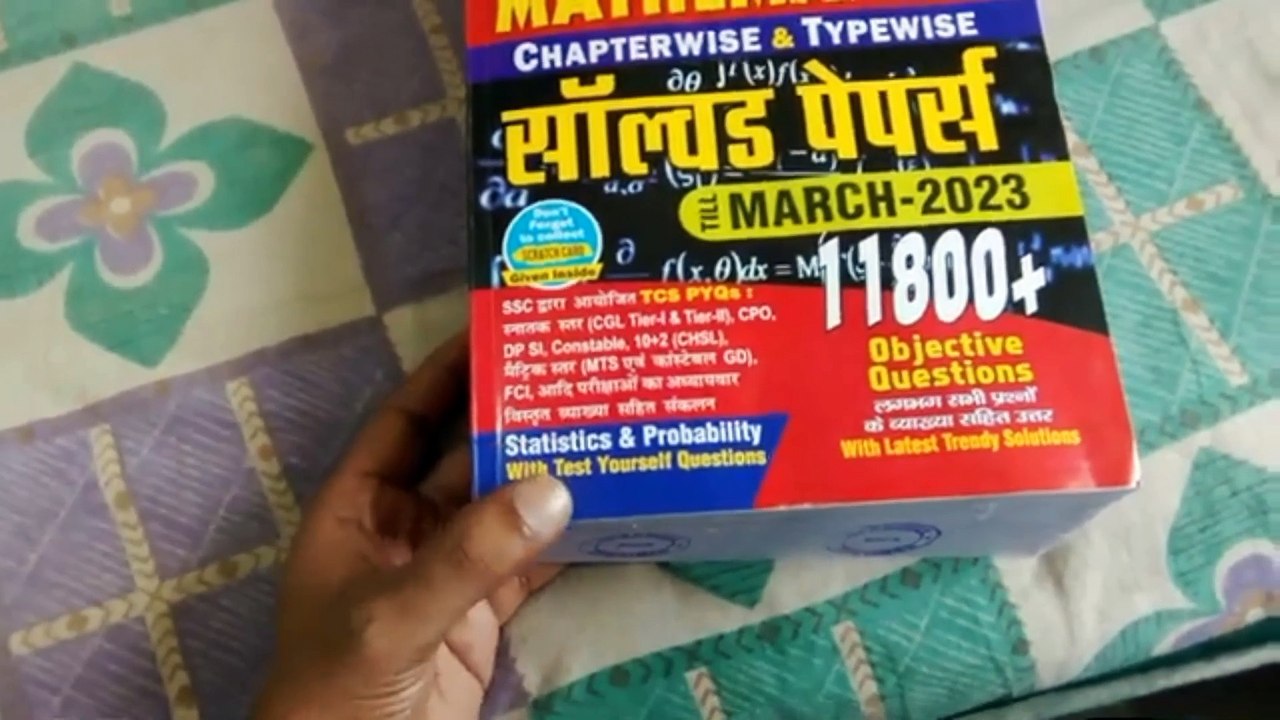 CHAPTERWISE & TYPEWISE
सॉल्वड पेपर्स
TILL MARCH-2023
Don't
Forget
to collect
SCRATCH CARD
Given Inside
11800+
Objective
Questions
लगभग सभी प्रश्नों
के व्याख्या सहित उत्तर
With Latest Trendy Solutions
SSC द्वारा आयोजित TCS PYQs :
स्नातक स्तर (CGL Tier-I & Tier-II), CPO,
DP SI, Constable, 10+2 (CHSL),
मैट्रिक स्तर (MTS एवं कांस्टेबल GD),
FCI, आदि परीक्षाओं का अध्यायवार
विस्तृत व्याख्या सहित संकलन
Statistics & Probability
With Test Yourself Questions